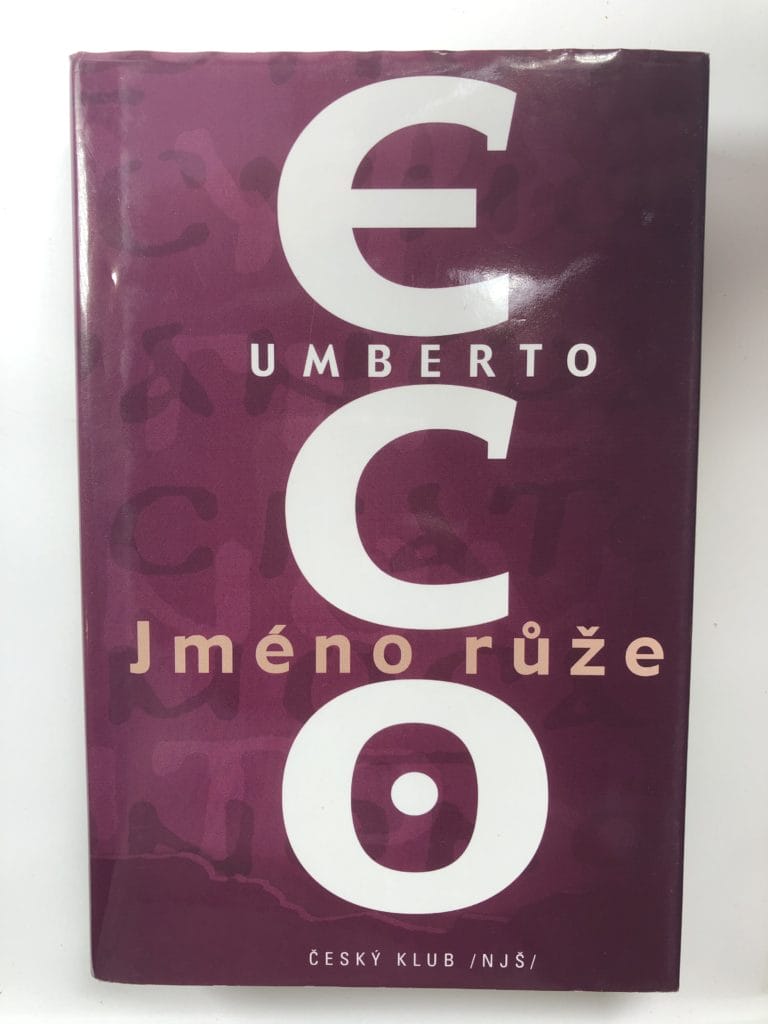 Є
UMBERTO
C
Jméno růže
O
ČESKÝ KLUB /NJŠ/